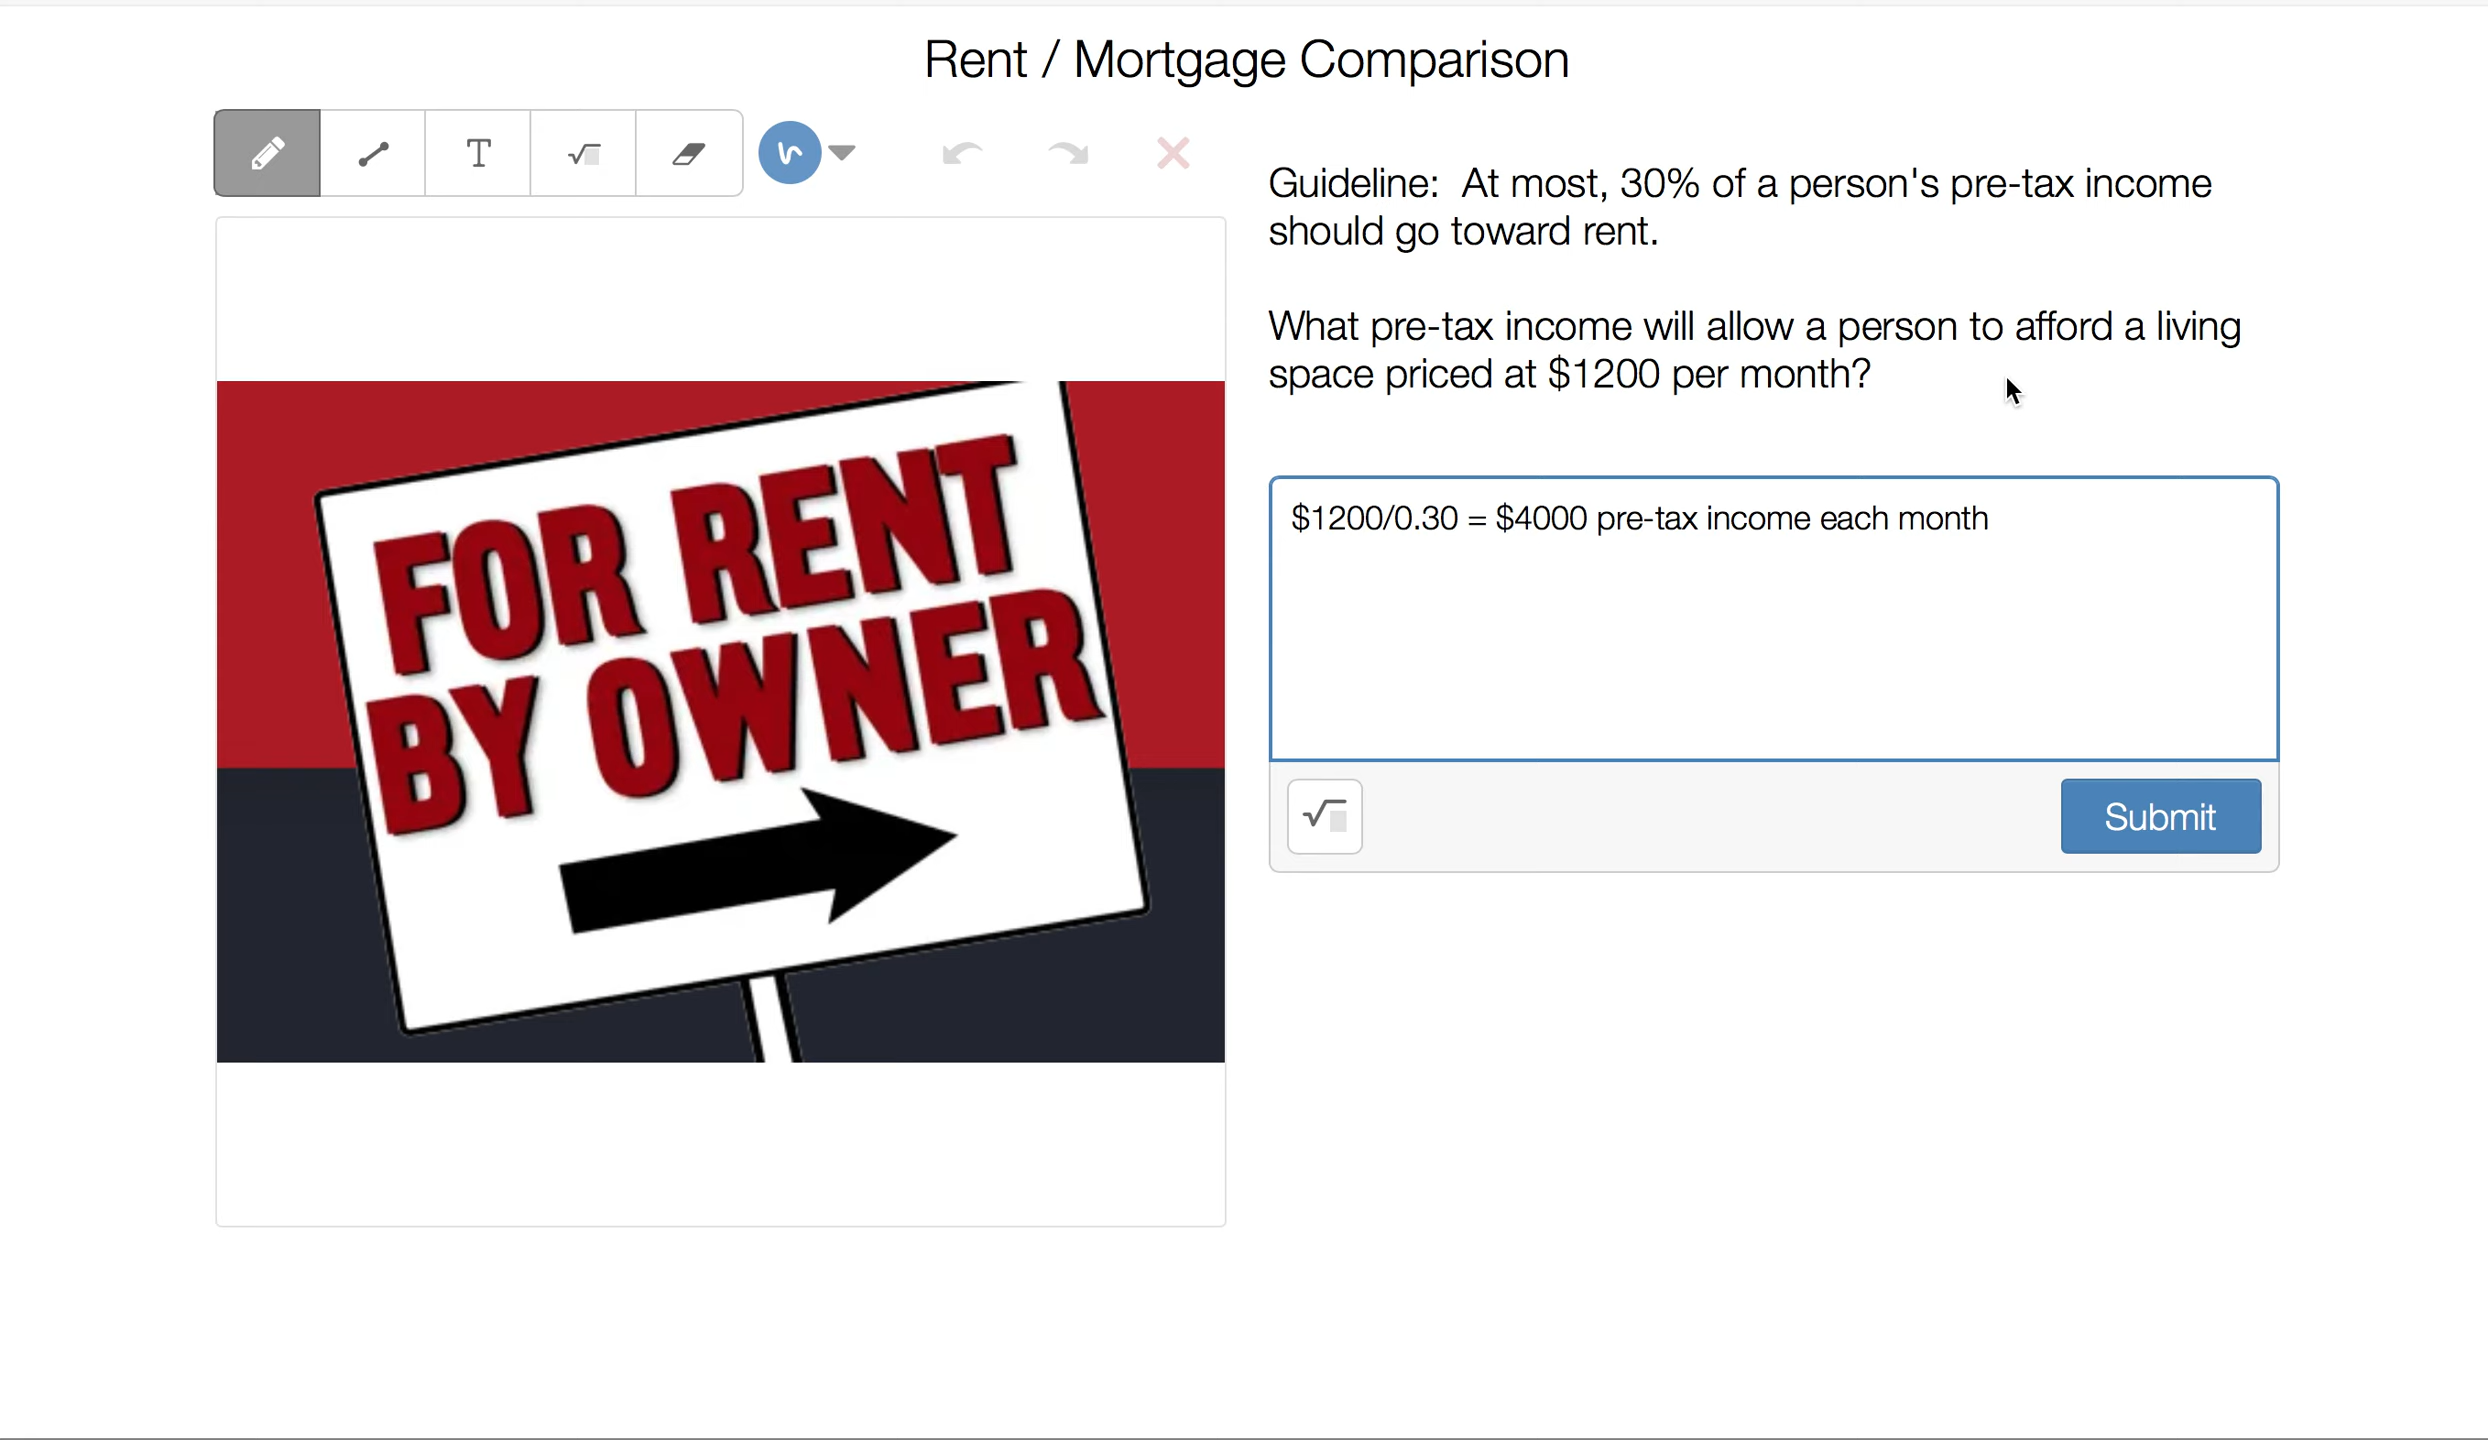 Rent / Mortgage Comparison
T
Guideline:  At most, 30% of a person's pre-tax income
should go toward rent.
What pre-tax income will allow a person to afford a living
space priced at $1200 per month?
FOR RENT
BY OWNER
$1200/0.30 = $4000 pre-tax income each month
Submit